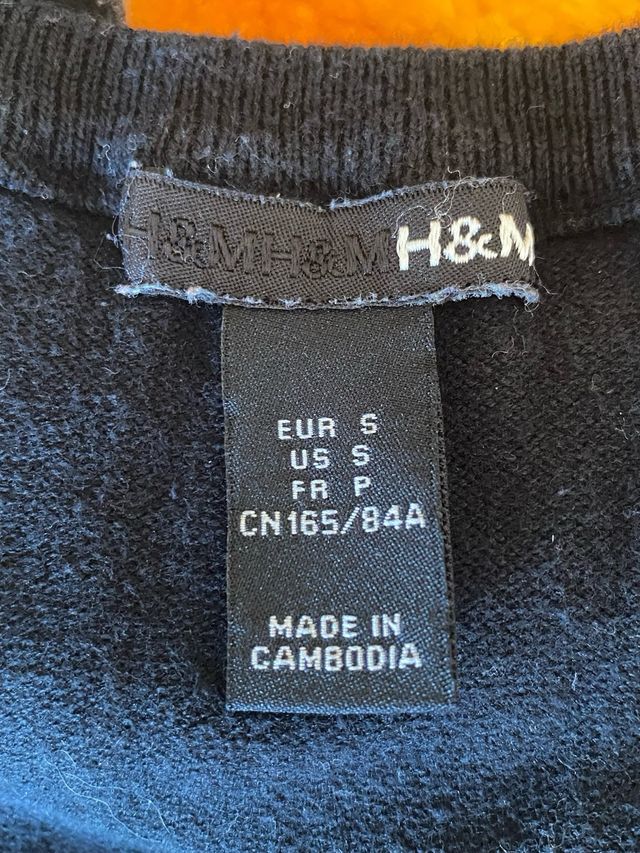 H&MH&MH&M
EUR S
US S
FR P
CN165/84A
MADE IN
CAMBODIA